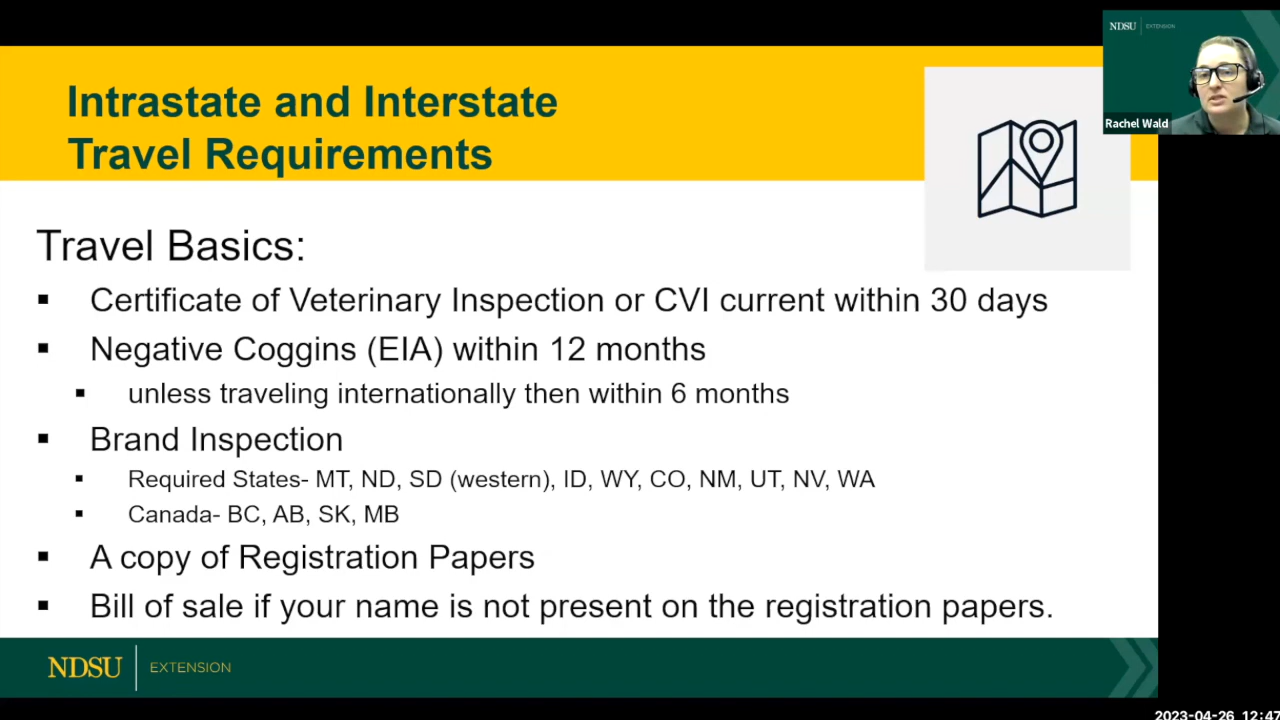 NDSU EXTENSION
Rachel Wald
Intrastate and Interstate
Travel Requirements
Travel Basics:
▪ Certificate of Veterinary Inspection or CVI current within 30 days
▪ Negative Coggins (EIA) within 12 months
▪ unless traveling internationally then within 6 months
▪ Brand Inspection
▪ Required States- MT, ND, SD (western), ID, WY, CO, NM, UT, NV, WA
▪ Canada- BC, AB, SK, MB
▪ A copy of Registration Papers
▪ Bill of sale if your name is not present on the registration papers.
NDSU EXTENSION
2023-04-26 12:47